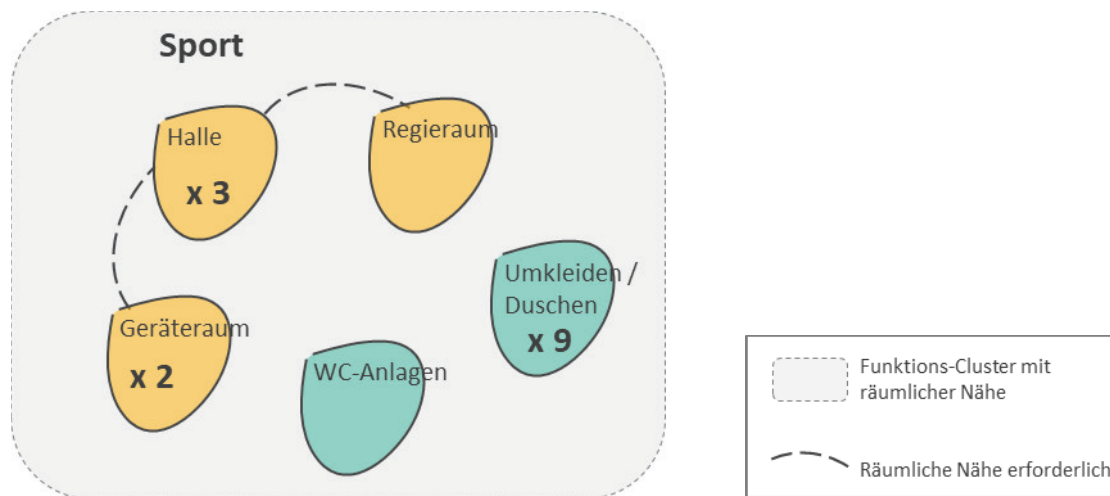 Sport
Halle
x 3
Regieraum
Umkleiden /
Duschen
x 9
Geräteraum
x 2
WC-Anlagen
Funktions-Cluster mit
räumlicher Nähe
Räumliche Nähe erforderlich